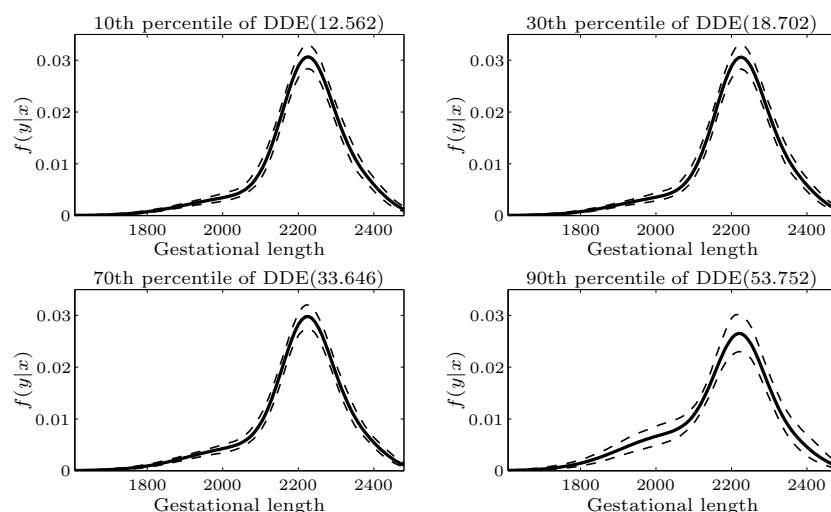 10th percentile of DDE(12.562)
f(y|x)
0.03
0.02
0.01
0
1800 2000 2200 2400
Gestational length
30th percentile of DDE(18.702)
f(y|x)
0.03
0.02
0.01
0
1800 2000 2200 2400
Gestational length
70th percentile of DDE(33.646)
f(y|x)
0.03
0.02
0.01
0
1800 2000 2200 2400
Gestational length
90th percentile of DDE(53.752)
f(y|x)
0.03
0.02
0.01
0
1800 2000 2200 2400
Gestational length